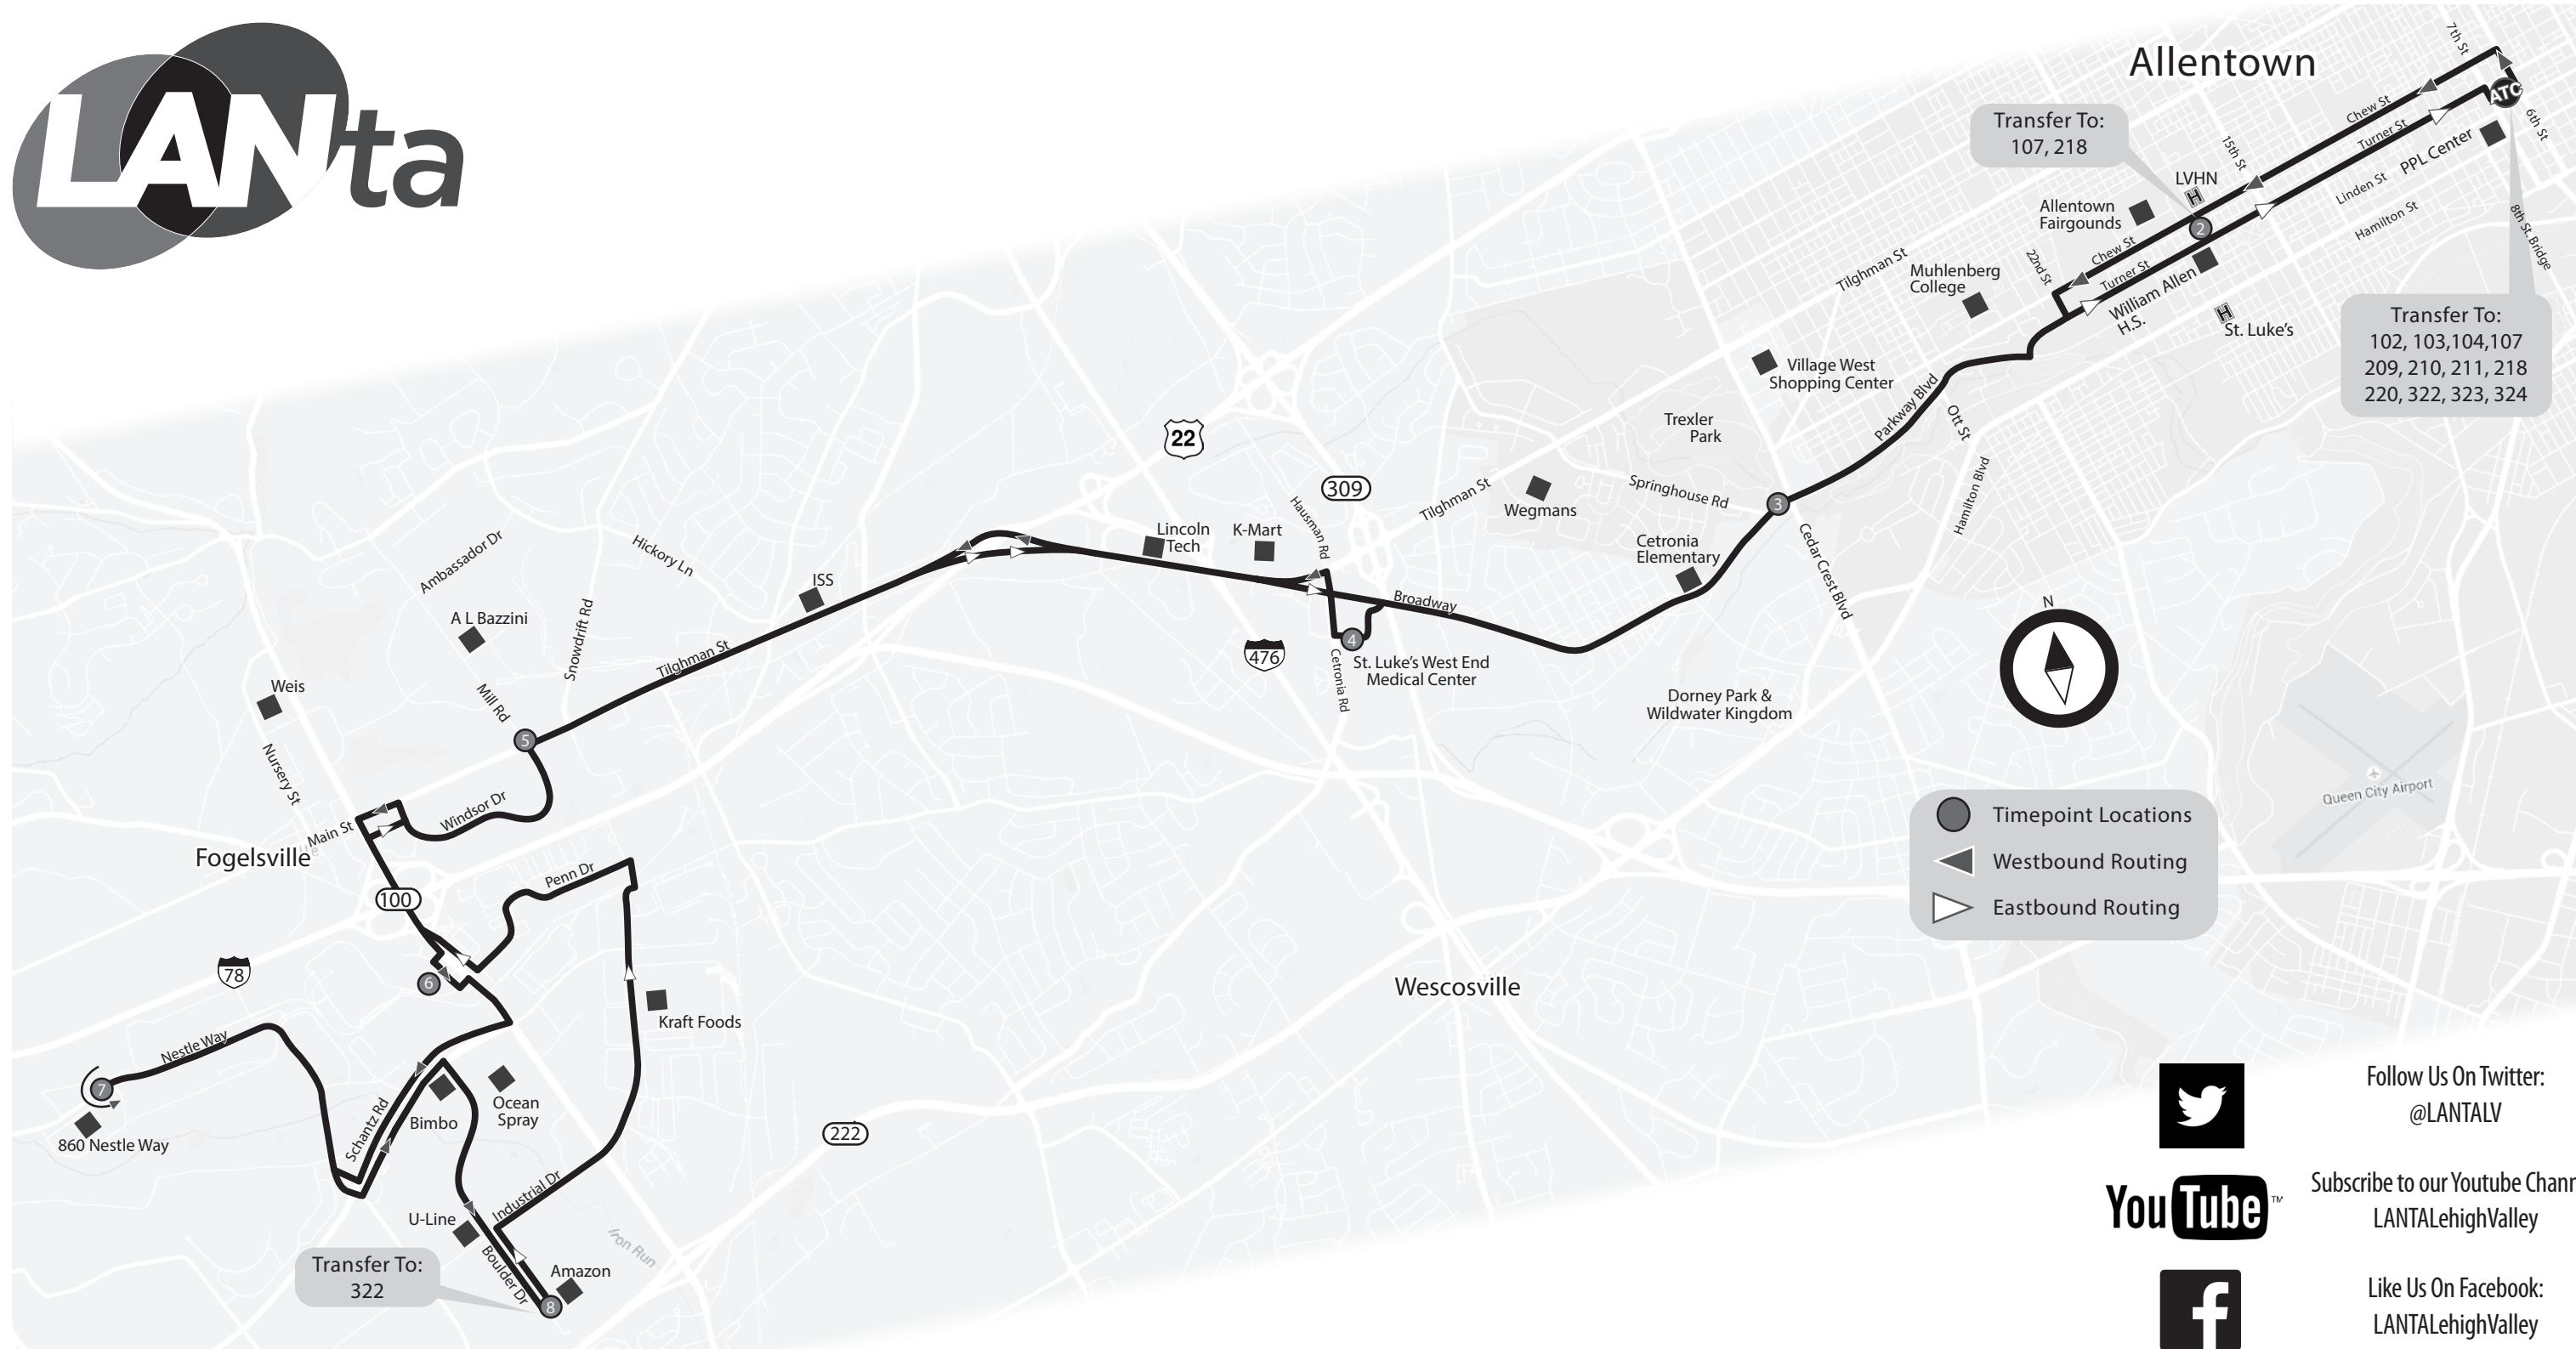 LANta
Allentown
7th St
ATC
6th St
Chew St
Turner St
PPL Center
15th St
Linden St
Hamilton St
8th St. Bridge
Transfer To:
107, 218
LVHN
H
Allentown
Fairgounds
2
Chew St
Turner St
22nd St
William Allen
H.S.
H
St. Luke's
Transfer To:
102, 103,104,107
209, 210, 211, 218
220, 322, 323, 324
Tilghman St
Muhlenberg
College
Village West
Shopping Center
Parkway Blvd
Ott St
Trexler
Park
Hamilton Blvd
22
309
Tilghman St
Wegmans
Springhouse Rd
3
Cedar Crest Blvd
Cetronia
Elementary
Hausman Rd
K-Mart
Lincoln
Tech
Broadway
476
4
St. Luke's West End
Medical Center
Cetronia Rd
Dorney Park &
Wildwater Kingdom
N
Queen City Airport
Timepoint Locations
Westbound Routing
Eastbound Routing
Ambassador Dr
Hickory Ln
ISS
A L Bazzini
Snowdrift Rd
Tilghman St
Mill Rd
5
Weis
Nursery St
Windsor Dr
Main St
Fogelsville
100
Penn Dr
78
6
Kraft Foods
Wescosville
Nestle Way
7
860 Nestle Way
Schantz Rd
Bimbo
Ocean
Spray
222
U-Line
Industrial Dr
Iron Run
Boulder Dr
Amazon
8
Transfer To:
322
Follow Us On Twitter:
@LANTALV
YouTube™
Subscribe to our Youtube Chann
LANTALehighValley
f
Like Us On Facebook:
LANTALehighValley